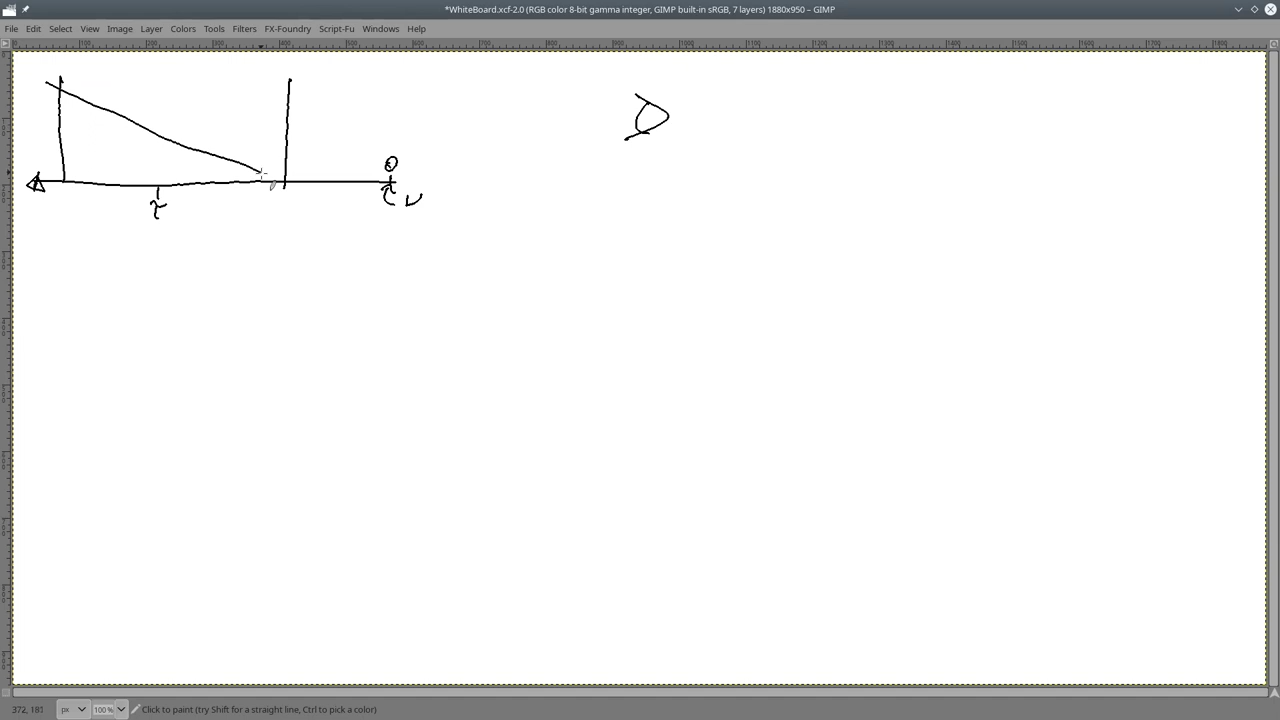 *WhiteBoard.xcf-2.0 (RGB color 8-bit gamma integer, GIMP built-in sRGB, 7 layers) 1880x950 – GIMP
File Edit Select View Image Layer Colors Tools Filters FX-Foundry Script-Fu Windows Help
372, 181 px 100 % Click to paint (try Shift for a straight line, Ctrl to pick a color)